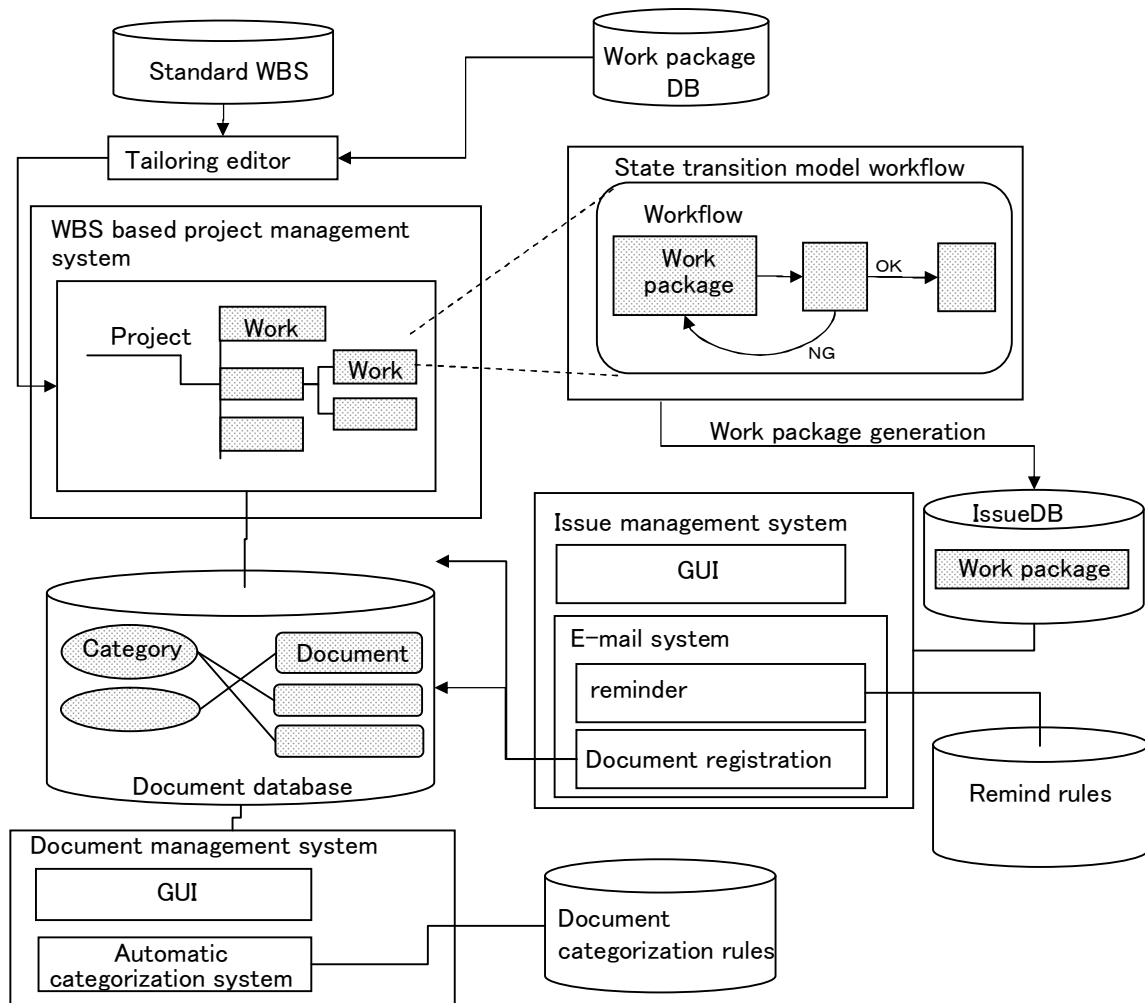 Standard WBS
Work package
DB
Tailoring editor
State transition model workflow
WBS based project management
system
Workflow
Work
package
OK
NG
Project
Work
Work
Work package generation
Issue management system
GUI
IssueDB
Work package
E-mail system
reminder
Document registration
Category
Document
Document database
Remind rules
Document management system
GUI
Automatic
categorization system
Document
categorization rules